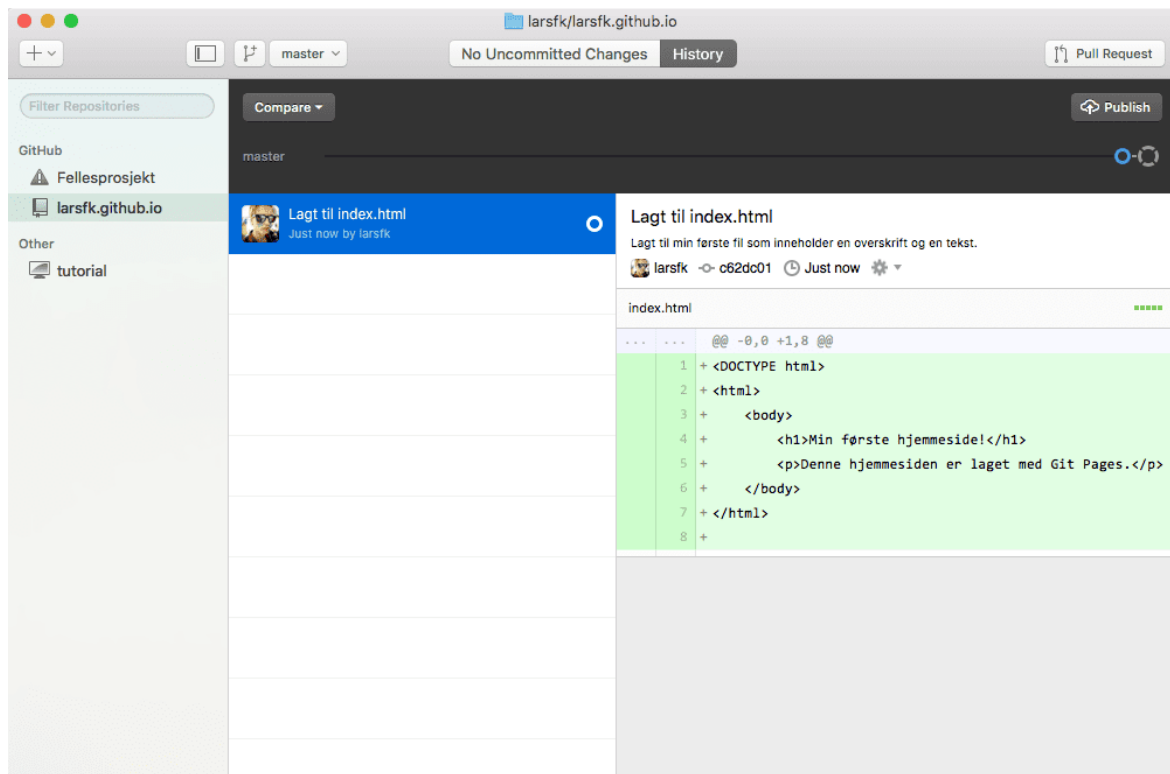 larsfk/larsfk.github.io
master
No Uncommitted Changes
History
Pull Request
Filter Repositories
GitHub
Fellesprosjekt
larsfk.github.io
Other
tutorial
Compare
Publish
master
Lagt til index.html
Just now by larsfk
Lagt til index.html
Lagt til min første fil som inneholder en overskrift og en tekst.
larsfk c62dc01 Just now
index.html
... ... @@ -0,0 +1,8 @@
1 + <DOCTYPE html>
2 + <html>
3 +     <body>
4 +         <h1>Min første hjemmeside!</h1>
5 +         <p>Denne hjemmesiden er laget med Git Pages.</p>
6 +     </body>
7 + </html>
8 +